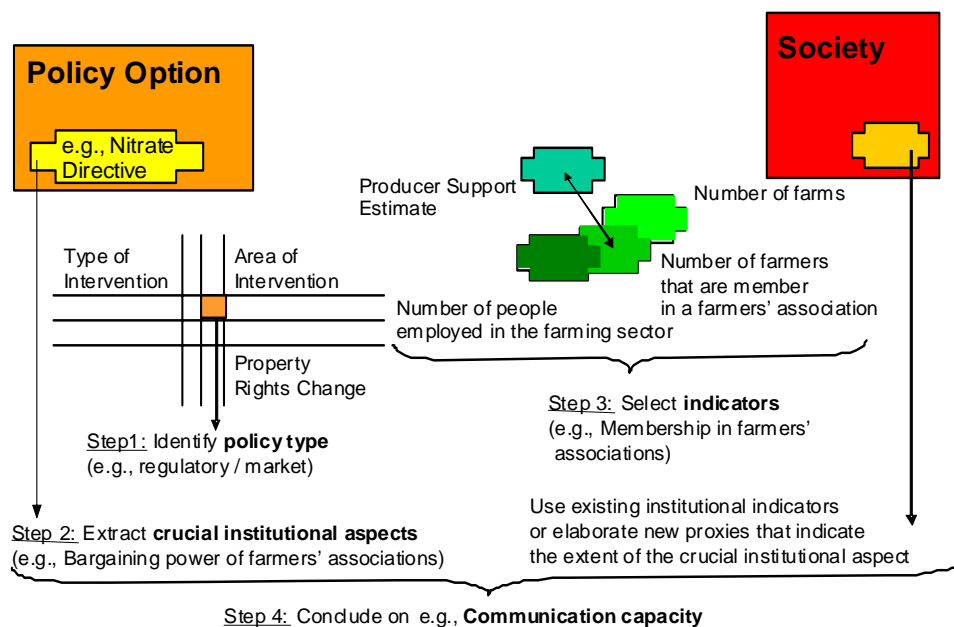 Policy Option
e.g., Nitrate
Directive
Society
Producer Support
Estimate
Number of farms
Type of
Intervention
Area of
Intervention
Number of farmers
that are member
in a farmers’ association
Number of people
employed in the farming sector
Property
Rights Change
Step 3: Select indicators
(e.g., Membership in farmers’
associations)
Step1: Identify policy type
(e.g., regulatory / market)
Use existing institutional indicators
or elaborate new proxies that indicate
the extent of the crucial institutional aspect
Step 2: Extract crucial institutional aspects
(e.g., Bargaining power of farmers’ associations)
Step 4: Conclude on e.g., Communication capacity